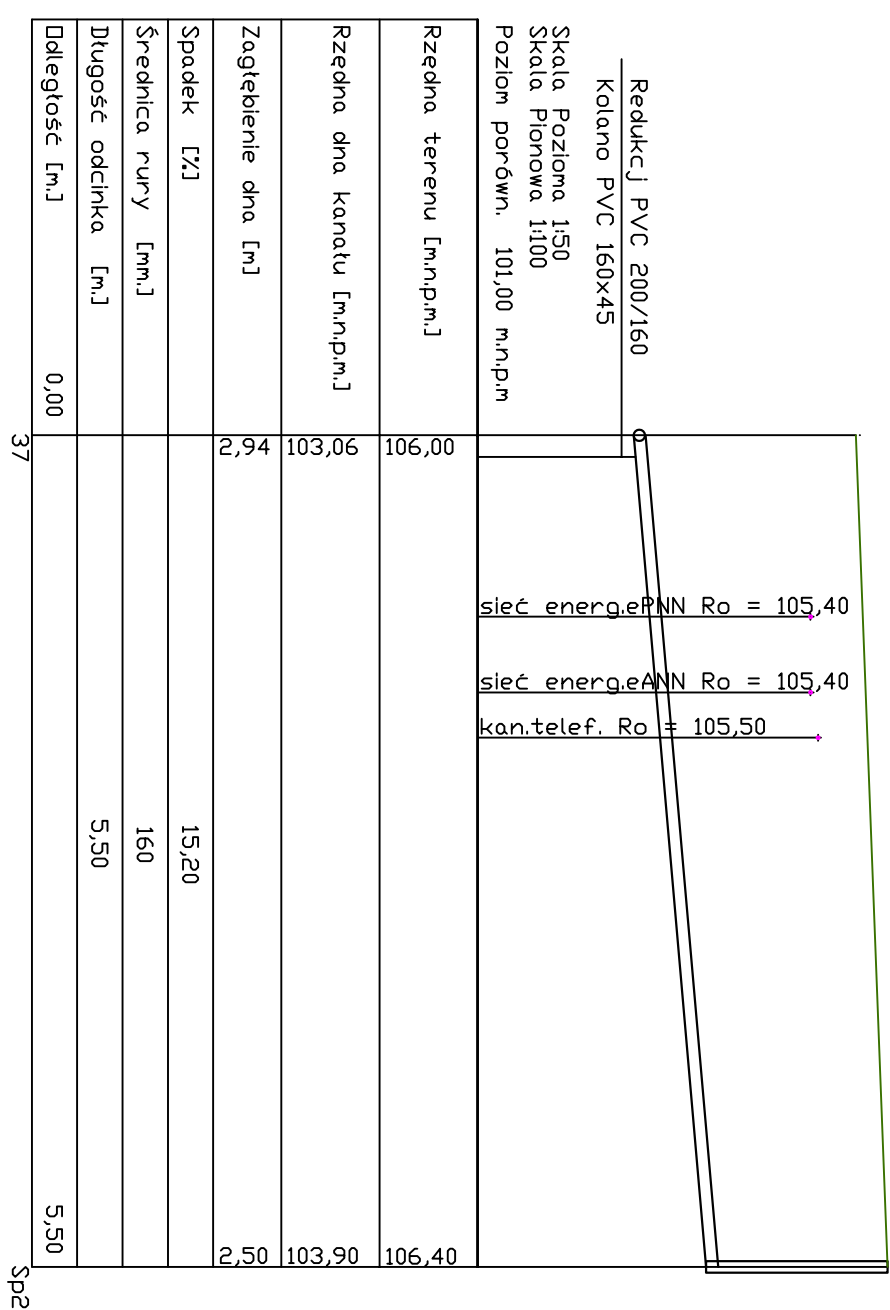 Redukcj PVC 200/160
Kolano PVC 160x45
Skala Pozioma 1:50
Skala Pionowa 1:100
Poziom porówn. 101,00 m.n.p.m
sieć energ.ePNN Ro = 105,40
sieć energ.eANN Ro = 105,40
kan.telef. Ro = 105,50
Rzędna terenu [m.n.p.m.] 106,00 106,40
Rzędna dna kanału [m.n.p.m.] 103,06 103,90
Zagłębienie dna [m] 2,94 2,50
Spadek [%] 15,20
Średnica rury [mm.] 160
Długość odcinka [m.] 5,50
Odległość [m.] 0,00 5,50
37 Sp2